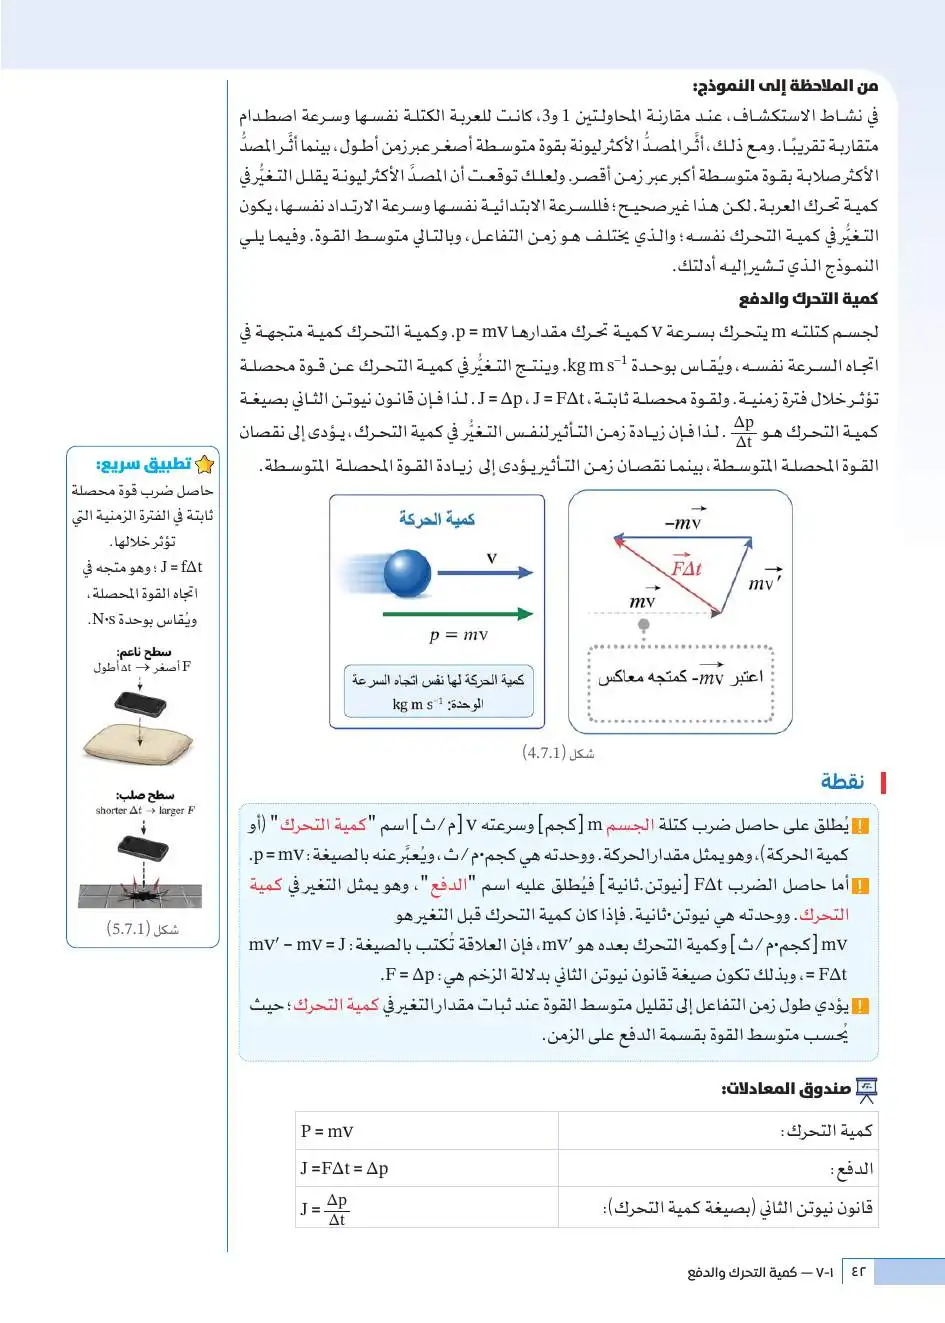 من الملاحظة إلى النموذج:
في نشاط الاستكشاف، عند مقارنة المحاولتين 1 و3، كانت للعربة الكتلة نفسها وسرعة اصطدام
متقاربة تقريبًا. ومع ذلك، أثَّر المصدُّ الأكثر ليونة بقوة متوسطة أصغر عبر زمن أطول، بينما أثَّر المصدُّ
الأكثر صلابة بقوة متوسطة أكبر عبر زمن أقصر. ولعلك توقعت أن المصدَّ الأكثر ليونة يقلل التغيُّر في
كمية تحرك العربة. لكن هذا غير صحيح؛ فللسرعة الابتدائية نفسها وسرعة الارتداد نفسها، يكون
التغيُّر في كمية التحرك نفسه؛ والذي يختلف هو زمن التفاعل، وبالتالي متوسط القوة. وفيما يلي
النموذج الذي تشير إليه أدلتك.
كمية التحرك والدفع
لجسم كتلته m يتحرك بسرعة v كمية تحرك مقدارها p = mv. وكمية التحرك كمية متجهة في
اتجاه السرعة نفسه، ويُقاس بوحدة kg m s⁻¹. وينتج التغيُّر في كمية التحرك عن قوة محصلة
تؤثر خلال فترة زمنية. ولقوة محصلة ثابتة، J = Δp ، J = FΔt. لذا فإن قانون نيوتن الثاني بصيغة
كمية التحرك هو Δp/Δt. لذا فإن زيادة زمن التأثير لنفس التغيُّر في كمية التحرك، يؤدى إلى نقصان
القوة المحصلة المتوسطة، بينما نقصان زمن التأثير يؤدى إلى زيادة القوة المحصلة المتوسطة.
−mv
FΔt
mv′
mv
اعتبر mv- كمتجه معاكس
كمية الحركة
v
p = mv
كمية الحركة لها نفس اتجاه السرعة
الوحدة: kg m s⁻¹
شكل (4.7.1)
تطبيق سريع:
حاصل ضرب قوة محصلة
ثابتة في الفترة الزمنية التي
تؤثر خلالها.
J = fΔt ؛ وهو متجه في
اتجاه القوة المحصلة،
ويُقاس بوحدة N·s.
سطح ناعم:
F أصغر → Δt أطول
سطح صلب:
shorter Δt → larger F
شكل (5.7.1)
نقطة
يُطلق على حاصل ضرب كتلة الجسم m [كجم] وسرعته v [م/ث] اسم "كمية التحرك" (أو
كمية الحركة)، وهو يمثل مقدار الحركة. ووحدته هي كجم•م/ث، ويُعبَّر عنه بالصيغة: p = mv.
أما حاصل الضرب FΔt [نيوتن.ثانية] فيُطلق عليه اسم "الدفع"، وهو يمثل التغير في كمية
التحرك. ووحدته هي نيوتن•ثانية. فإذا كان كمية التحرك قبل التغير هو
mv [كجم•م/ث] وكمية التحرك بعده هو mv′، فإن العلاقة تُكتب بالصيغة: mv′ − mv = J
= FΔt، وبذلك تكون صيغة قانون نيوتن الثاني بدلالة الزخم هي: F = Δp.
يؤدي طول زمن التفاعل إلى تقليل متوسط القوة عند ثبات مقدار التغير في كمية التحرك؛ حيث
يُحسب متوسط القوة بقسمة الدفع على الزمن.
صندوق المعادلات:
كمية التحرك: P = mv
الدفع: J =FΔt = Δp
قانون نيوتن الثاني (بصيغة كمية التحرك): J = Δp/Δt
٤٢ ٧-١ — كمية التحرك والدفع